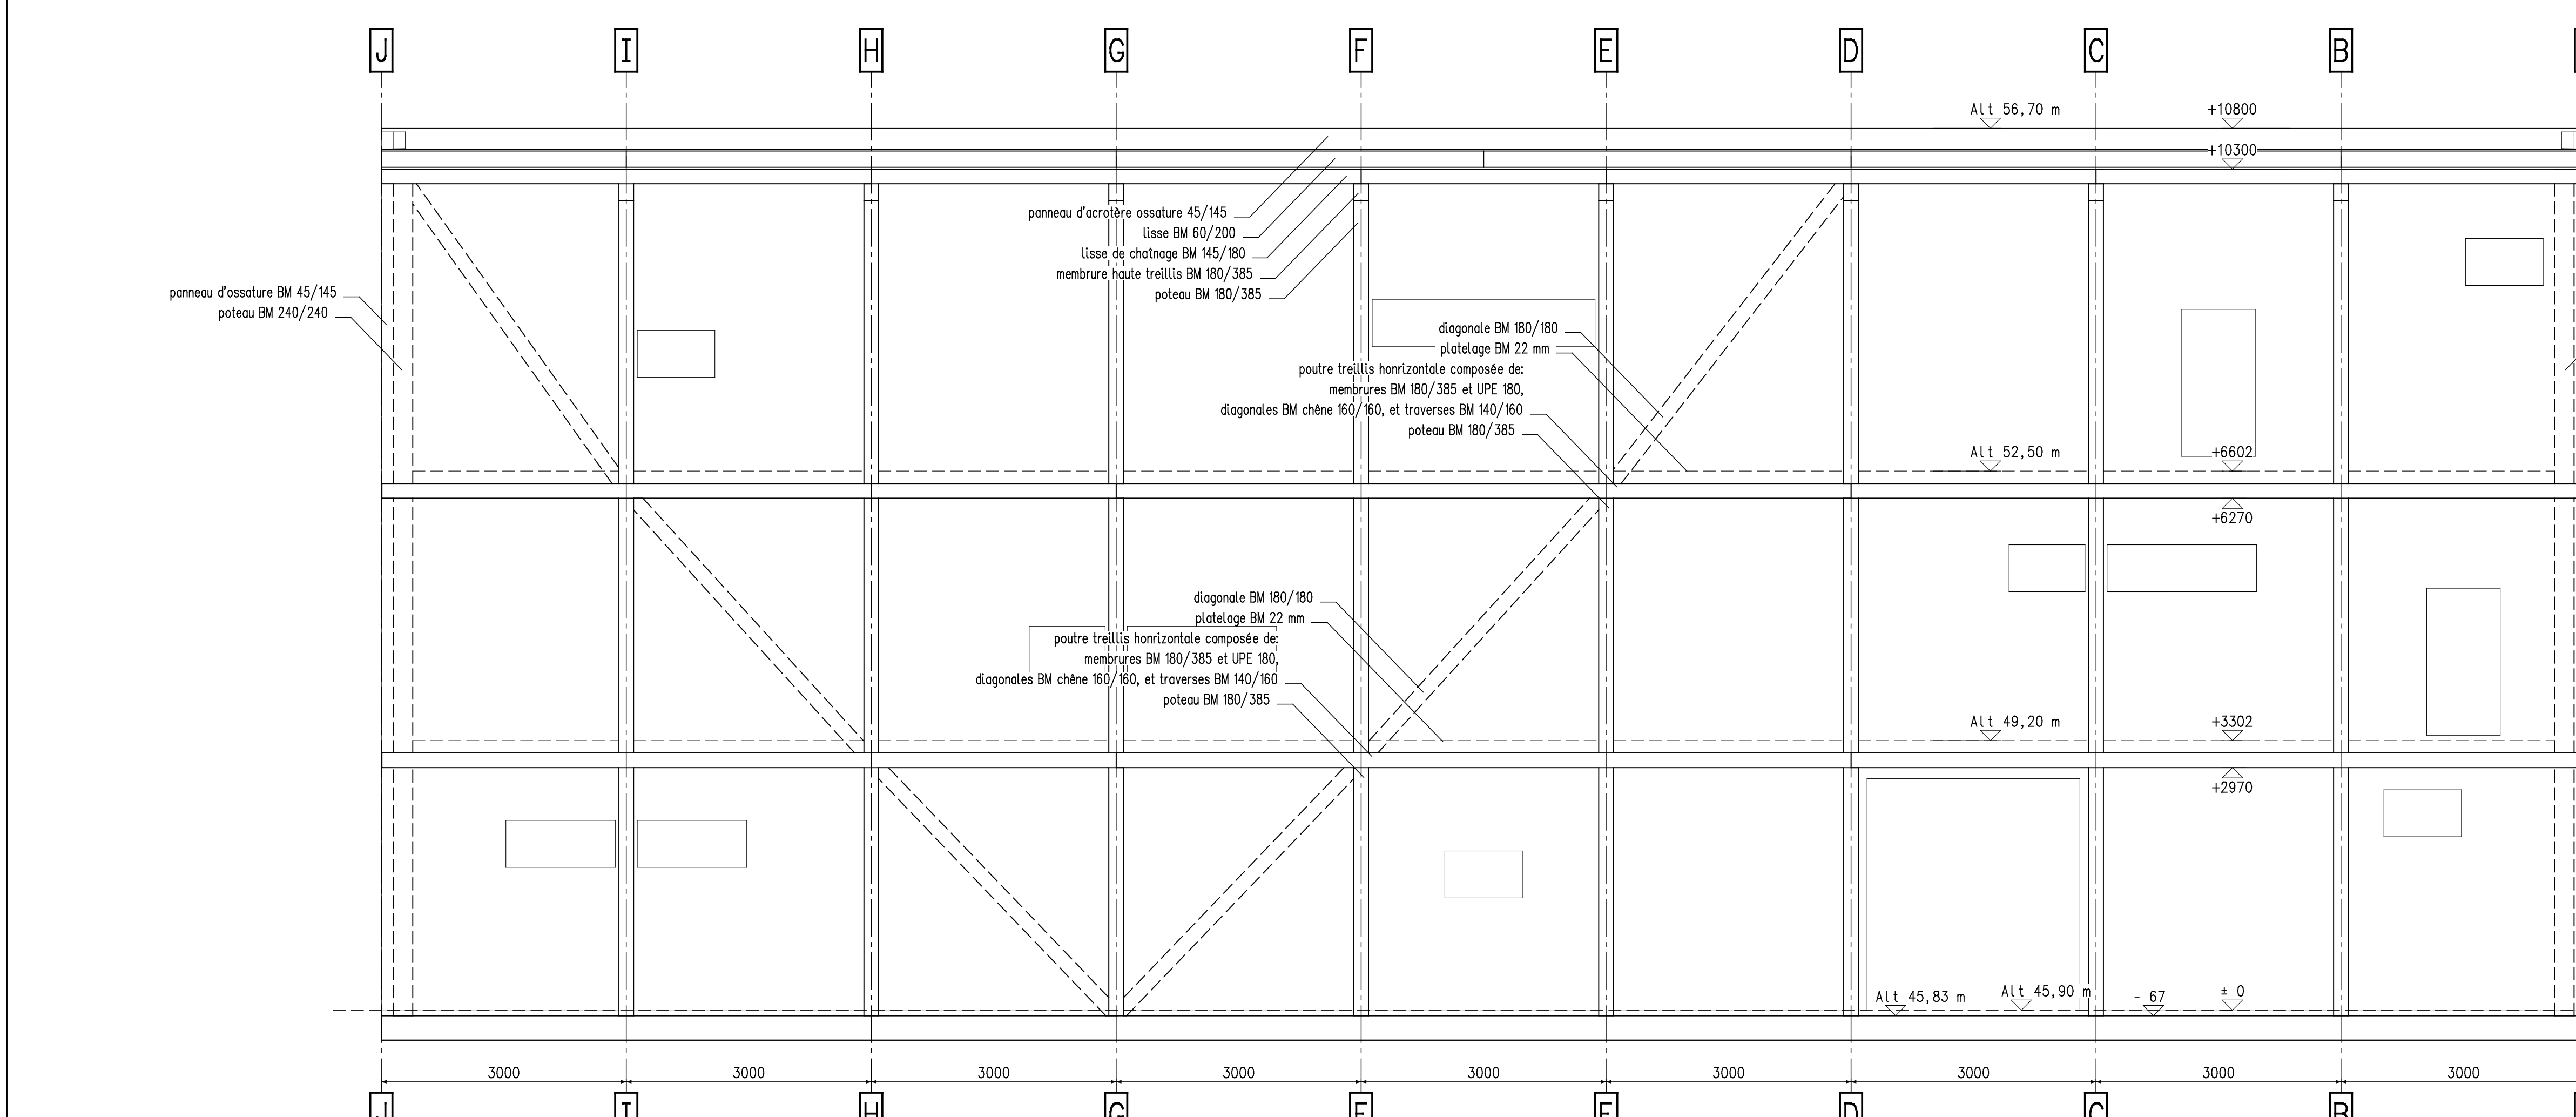 J I H G F E D C B
Alt 56,70 m +10800
+10300
panneau d'acrotère ossature 45/145
lisse BM 60/200
lisse de chaînage BM 145/180
membrure haute treillis BM 180/385
poteau BM 180/385
panneau d'ossature BM 45/145
poteau BM 240/240
diagonale BM 180/180
platelage BM 22 mm
poutre treillis honrizontale composée de:
membrures BM 180/385 et UPE 180,
diagonales BM chêne 160/160, et traverses BM 140/160
poteau BM 180/385
Alt 52,50 m +6602
+6270
diagonale BM 180/180
platelage BM 22 mm
poutre treillis honrizontale composée de:
membrures BM 180/385 et UPE 180,
diagonales BM chêne 160/160, et traverses BM 140/160
poteau BM 180/385
Alt 49,20 m +3302
+2970
Alt 45,83 m Alt 45,90 m - 67 ± 0
3000 3000 3000 3000 3000 3000 3000 3000 3000
J I H G F E D C B